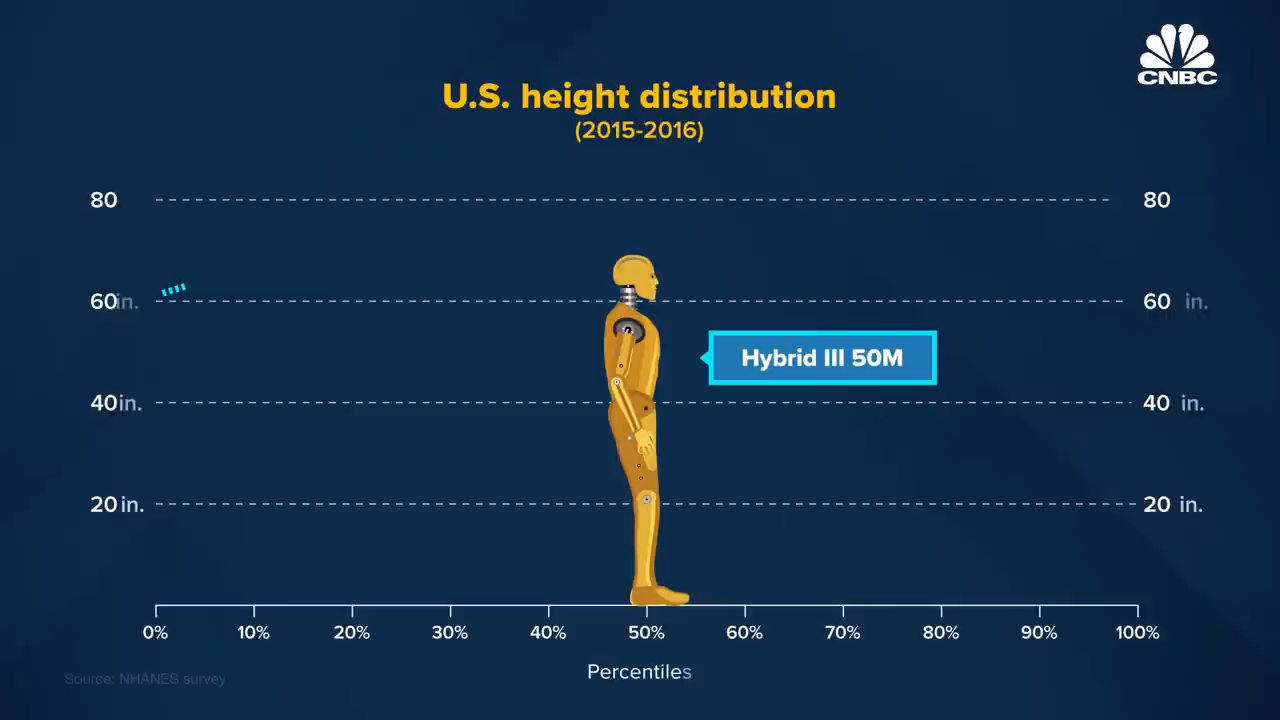 CNBC
U.S. height distribution
(2015-2016)
80 80
60in. 60 in.
Hybrid III 50M
40in. 40 in.
20in. 20 in.
0% 10% 20% 30% 40% 50% 60% 70% 80% 90% 100%
Percentiles
Source: NHANES survey